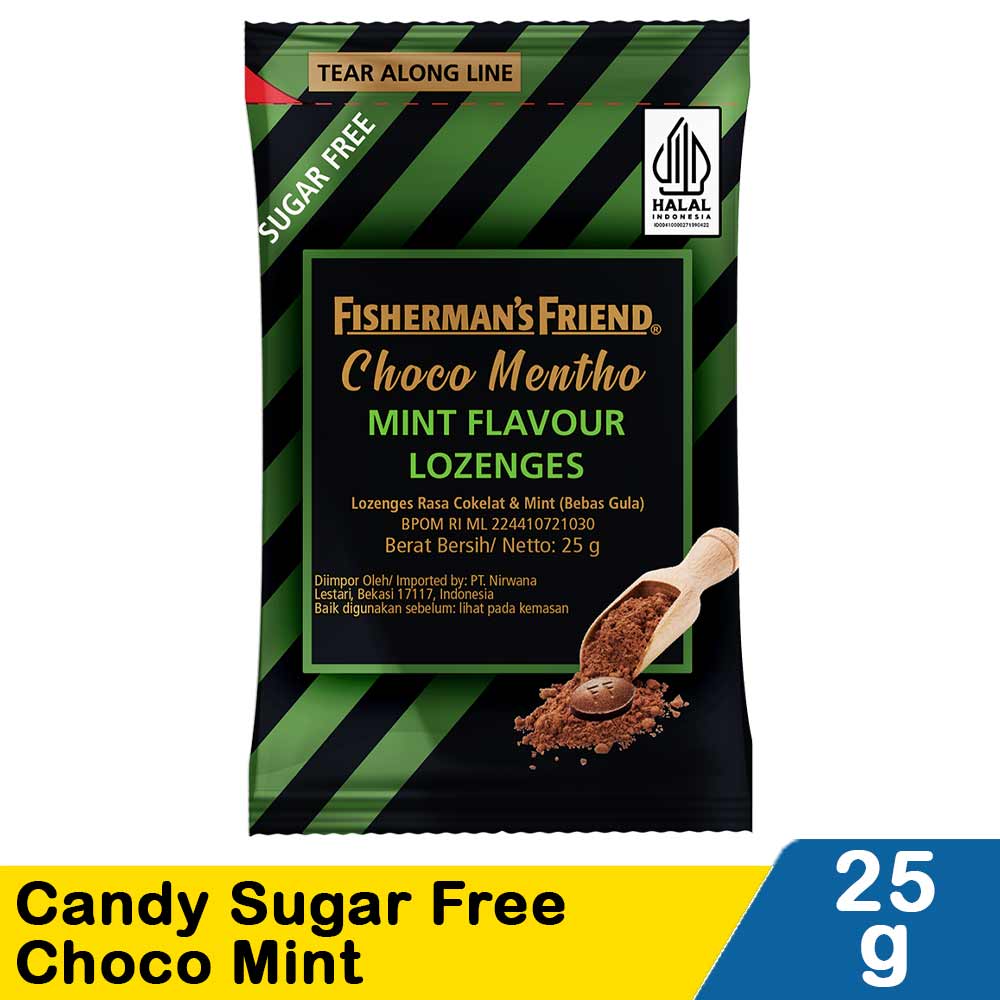 TEAR ALONG LINE
SUGAR FREE
HALAL
INDONESIA
ID00410000271090422
FISHERMAN'S FRIEND®
Choco Mentho
MINT FLAVOUR
LOZENGES
Lozenges Rasa Cokelat & Mint (Bebas Gula)
BPOM RI ML 224410721030
Berat Bersih/ Netto: 25 g
Diimpor Oleh/ Imported by: PT. Nirwana
Lestari, Bekasi 17117, Indonesia
Baik digunakan sebelum: lihat pada kemasan
FF
Candy Sugar Free
Choco Mint
25
g